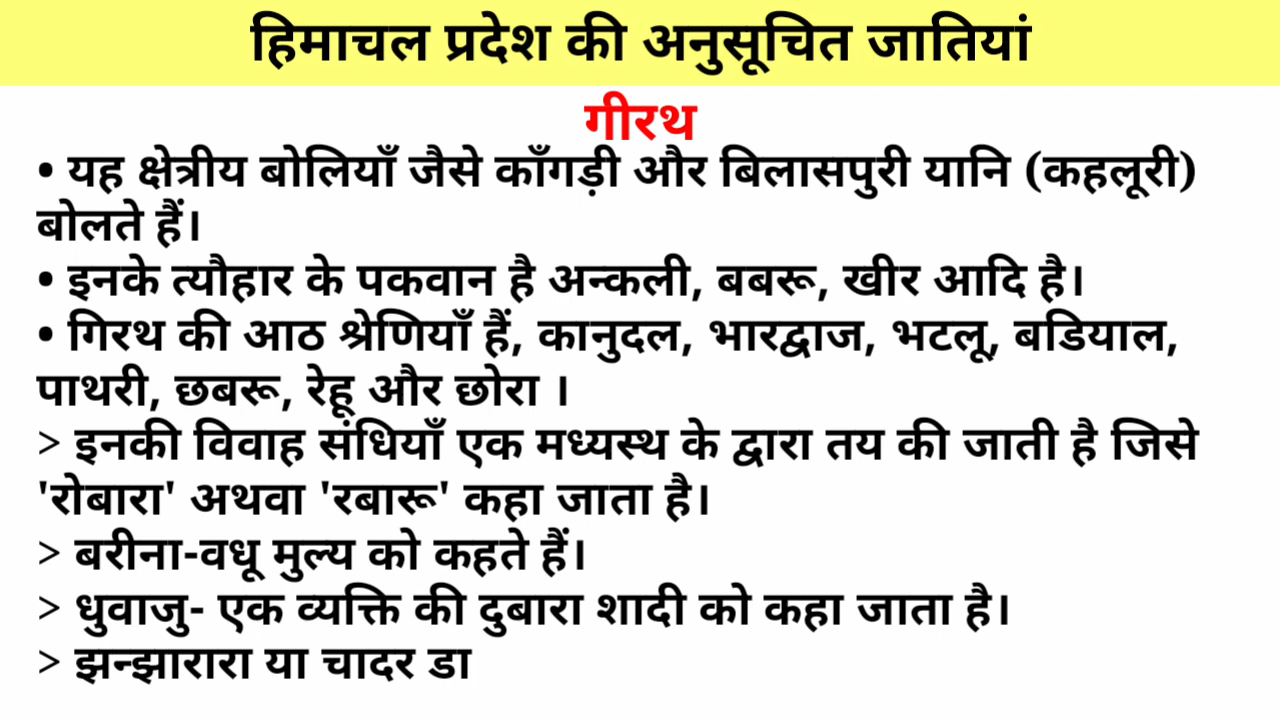 हिमाचल प्रदेश की अनुसूचित जातियां
गीरथ
• यह क्षेत्रीय बोलियाँ जैसे काँगड़ी और बिलासपुरी यानि (कहलूरी)
बोलते हैं।
• इनके त्यौहार के पकवान है अन्कली, बबरू, खीर आदि है।
• गिरथ की आठ श्रेणियाँ हैं, कानुदल, भारद्वाज, भटलू, बडियाल,
पाथरी, छबरू, रेहू और छोरा ।
> इनकी विवाह संधियाँ एक मध्यस्थ के द्वारा तय की जाती है जिसे
'रोबारा' अथवा 'रबारू' कहा जाता है।
> बरीना-वधू मुल्य को कहते हैं।
> धुवाजु- एक व्यक्ति की दुबारा शादी को कहा जाता है।
> झन्झारारा या चादर डा